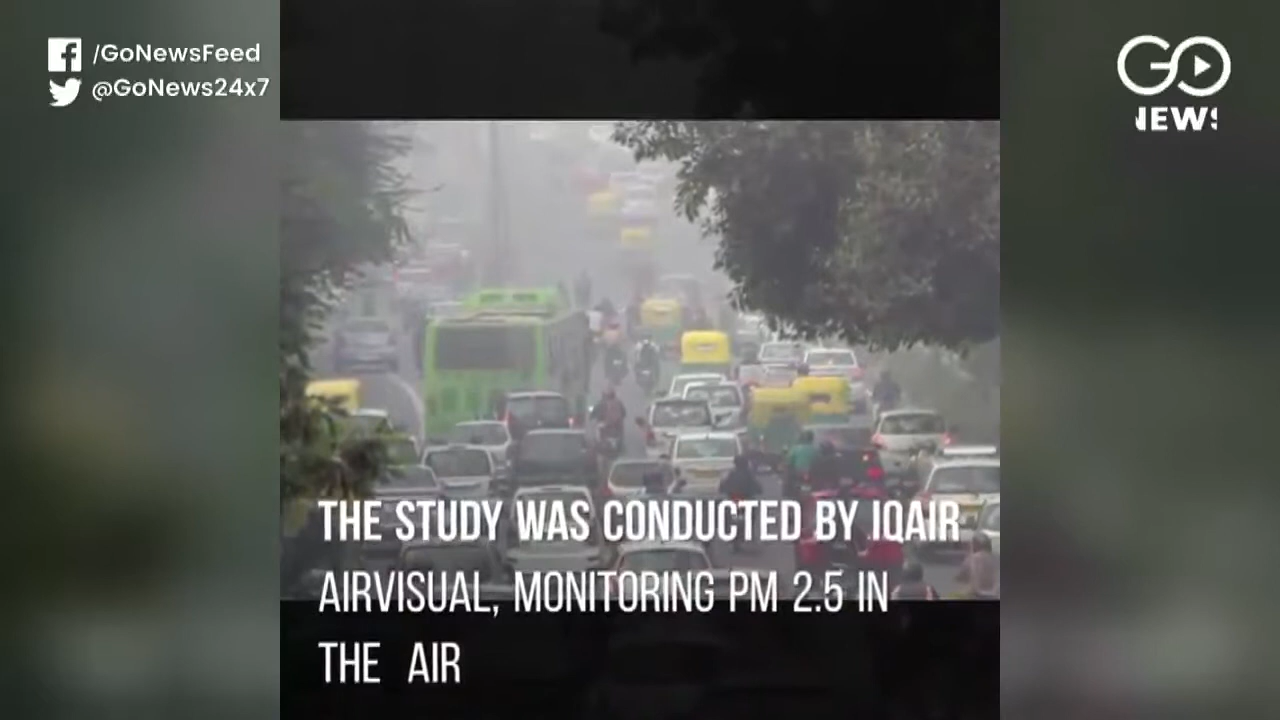 /GoNewsFeed
@GoNews24x7
GO
NEWS
THE STUDY WAS CONDUCTED BY IQAIR
AIRVISUAL, MONITORING PM 2.5 IN
THE AIR